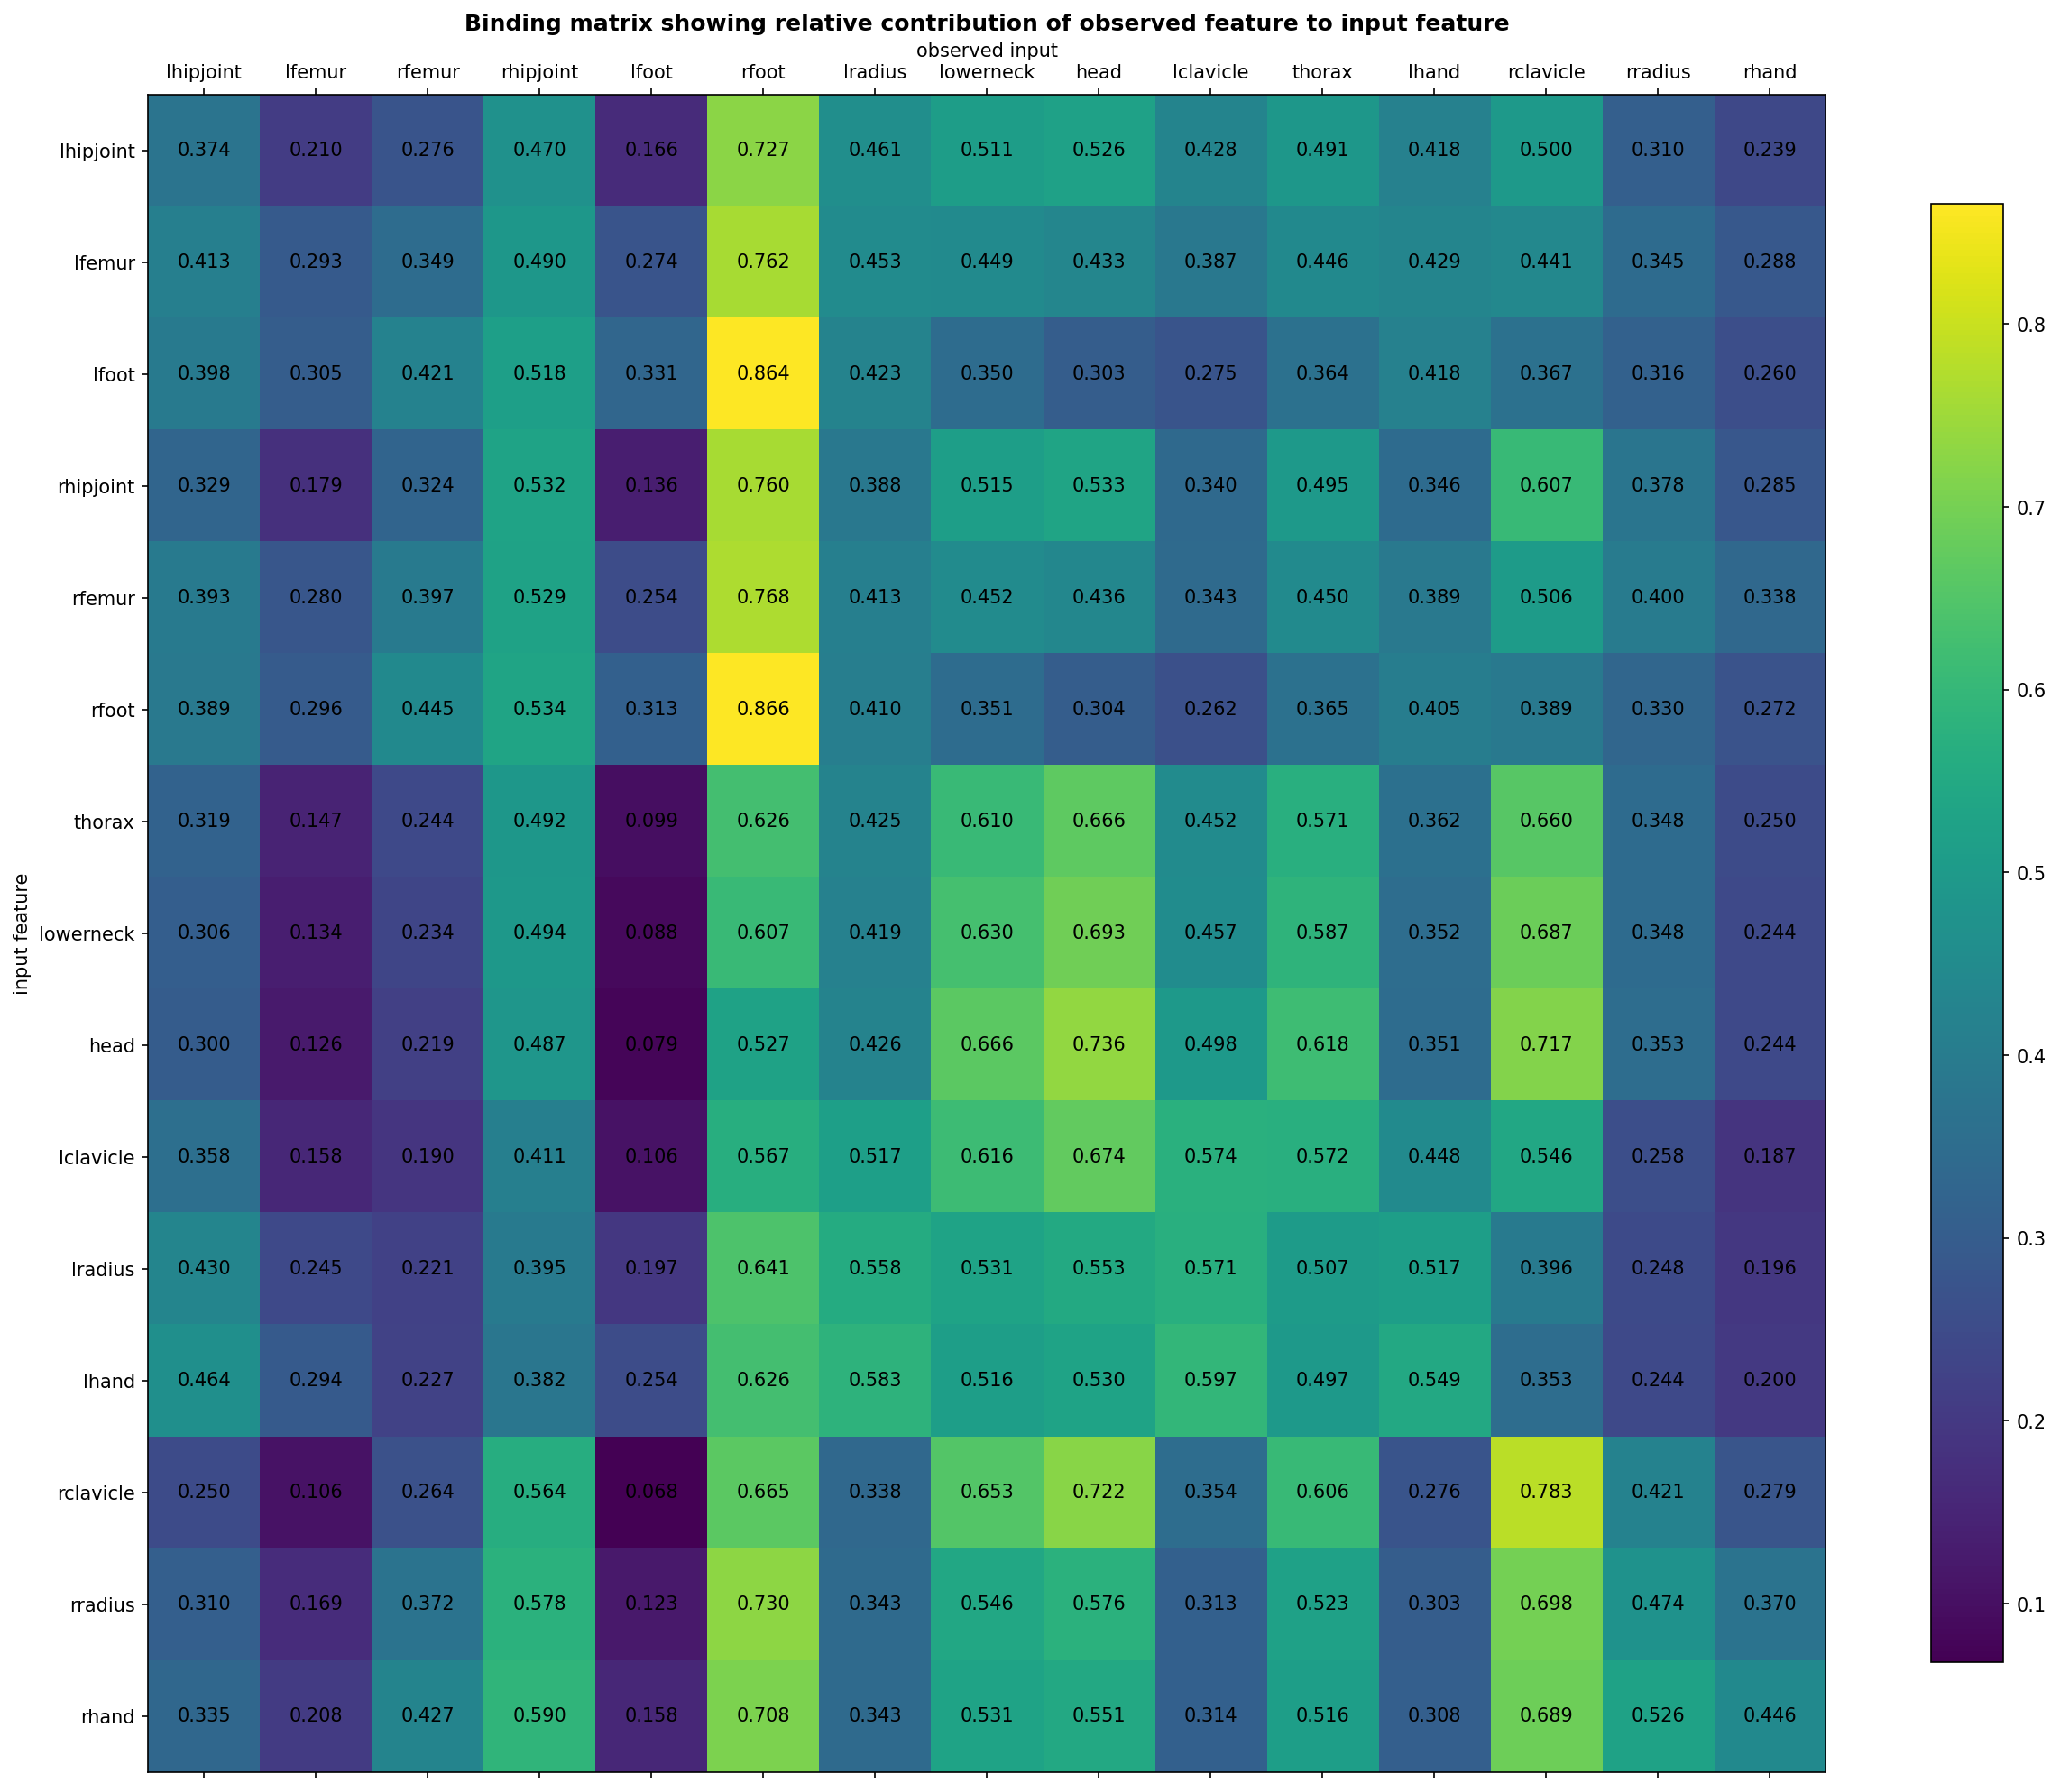 Binding matrix showing relative contribution of observed feature to input feature
observed input
lhipjoint lfemur rfemur rhipjoint lfoot rfoot lradius lowerneck head lclavicle thorax lhand rclavicle rradius rhand
lhipjoint 0.374 0.210 0.276 0.470 0.166 0.727 0.461 0.511 0.526 0.428 0.491 0.418 0.500 0.310 0.239
lfemur 0.413 0.293 0.349 0.490 0.274 0.762 0.453 0.449 0.433 0.387 0.446 0.429 0.441 0.345 0.288
lfoot 0.398 0.305 0.421 0.518 0.331 0.864 0.423 0.350 0.303 0.275 0.364 0.418 0.367 0.316 0.260
rhipjoint 0.329 0.179 0.324 0.532 0.136 0.760 0.388 0.515 0.533 0.340 0.495 0.346 0.607 0.378 0.285
rfemur 0.393 0.280 0.397 0.529 0.254 0.768 0.413 0.452 0.436 0.343 0.450 0.389 0.506 0.400 0.338
rfoot 0.389 0.296 0.445 0.534 0.313 0.866 0.410 0.351 0.304 0.262 0.365 0.405 0.389 0.330 0.272
thorax 0.319 0.147 0.244 0.492 0.099 0.626 0.425 0.610 0.666 0.452 0.571 0.362 0.660 0.348 0.250
lowerneck 0.306 0.134 0.234 0.494 0.088 0.607 0.419 0.630 0.693 0.457 0.587 0.352 0.687 0.348 0.244
head 0.300 0.126 0.219 0.487 0.079 0.527 0.426 0.666 0.736 0.498 0.618 0.351 0.717 0.353 0.244
lclavicle 0.358 0.158 0.190 0.411 0.106 0.567 0.517 0.616 0.674 0.574 0.572 0.448 0.546 0.258 0.187
lradius 0.430 0.245 0.221 0.395 0.197 0.641 0.558 0.531 0.553 0.571 0.507 0.517 0.396 0.248 0.196
lhand 0.464 0.294 0.227 0.382 0.254 0.626 0.583 0.516 0.530 0.597 0.497 0.549 0.353 0.244 0.200
rclavicle 0.250 0.106 0.264 0.564 0.068 0.665 0.338 0.653 0.722 0.354 0.606 0.276 0.783 0.421 0.279
rradius 0.310 0.169 0.372 0.578 0.123 0.730 0.343 0.546 0.576 0.313 0.523 0.303 0.698 0.474 0.370
rhand 0.335 0.208 0.427 0.590 0.158 0.708 0.343 0.531 0.551 0.314 0.516 0.308 0.689 0.526 0.446
input feature
0.8
0.7
0.6
0.5
0.4
0.3
0.2
0.1